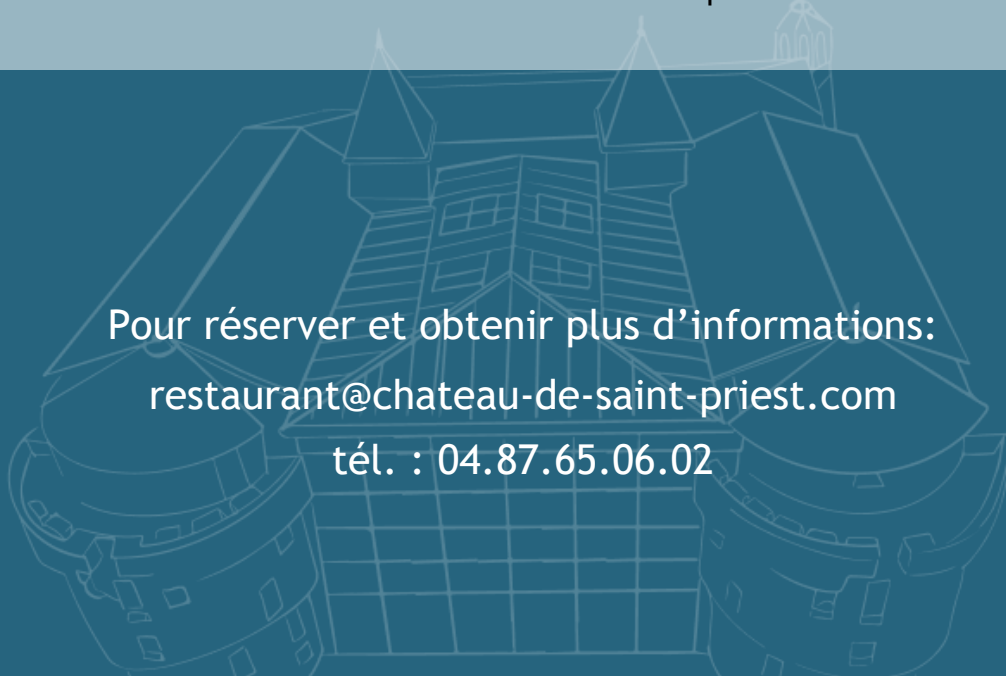 Pour réserver et obtenir plus d’informations:
restaurant@chateau-de-saint-priest.com
tél. : 04.87.65.06.02